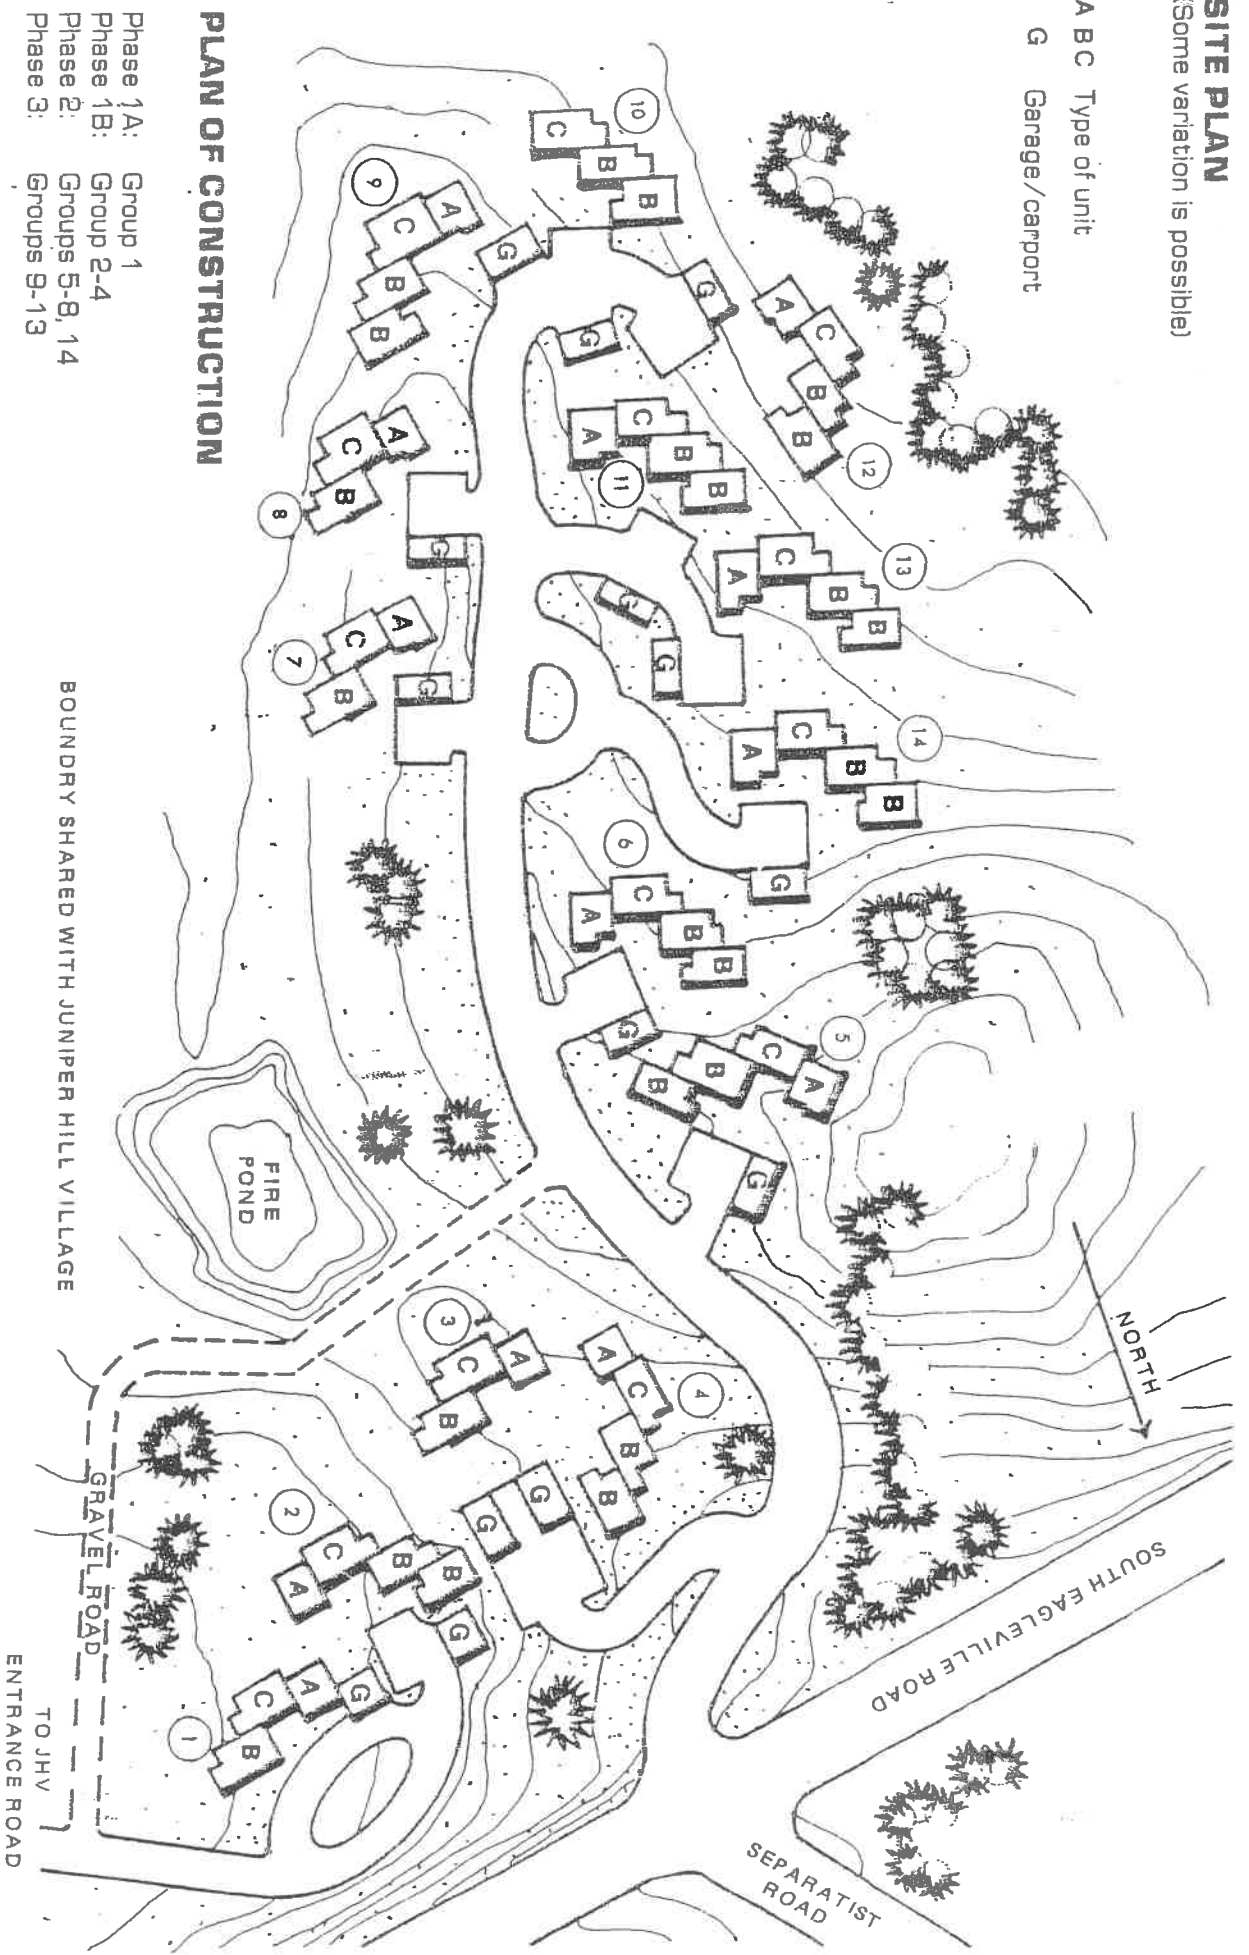 SITE PLAN
(Some variation is possible)
A B C Type of unit
G Garage/carport
PLAN OF CONSTRUCTION
Phase 1A: Group 1
Phase 1B: Group 2-4
Phase 2: Groups 5-8, 14
Phase 3: Groups 9-13
10
C
B
B
9
A
C
B
B
G
G
G
12
A
C
B
B
11
A
C
B
B
8
A
C
B
G
7
A
C
B
G
13
A
C
B
B
G
G
14
A
C
B
B
G
6
A
C
B
B
G
5
A
C
B
B
G
3
A
C
B
4
A
C
B
B
G
G
2
A
C
B
B
G
1
G
A
C
B
FIRE
POND
NORTH
BOUNDRY SHARED WITH JUNIPER HILL VILLAGE
GRAVEL ROAD
TO JHV
ENTRANCE ROAD
SOUTH EAGLEVILLE ROAD
SEPARATIST
ROAD